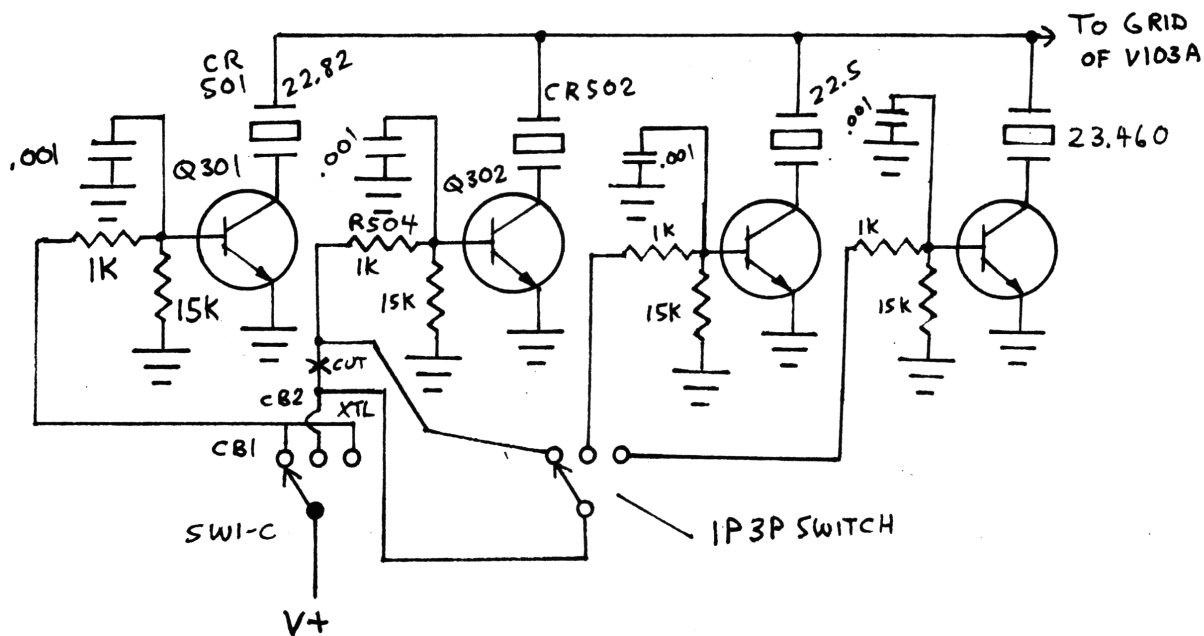 TO GRID
OF V103A
CR
501
22.82
CR502
22.5
.001
23.460
.001
.001
.001
Q301
Q302
R504
1K
1K
1K
1K
15K
15K
15K
15K
CUT
CB2
XTL
CB1
SW1-C
1P3P SWITCH
V+